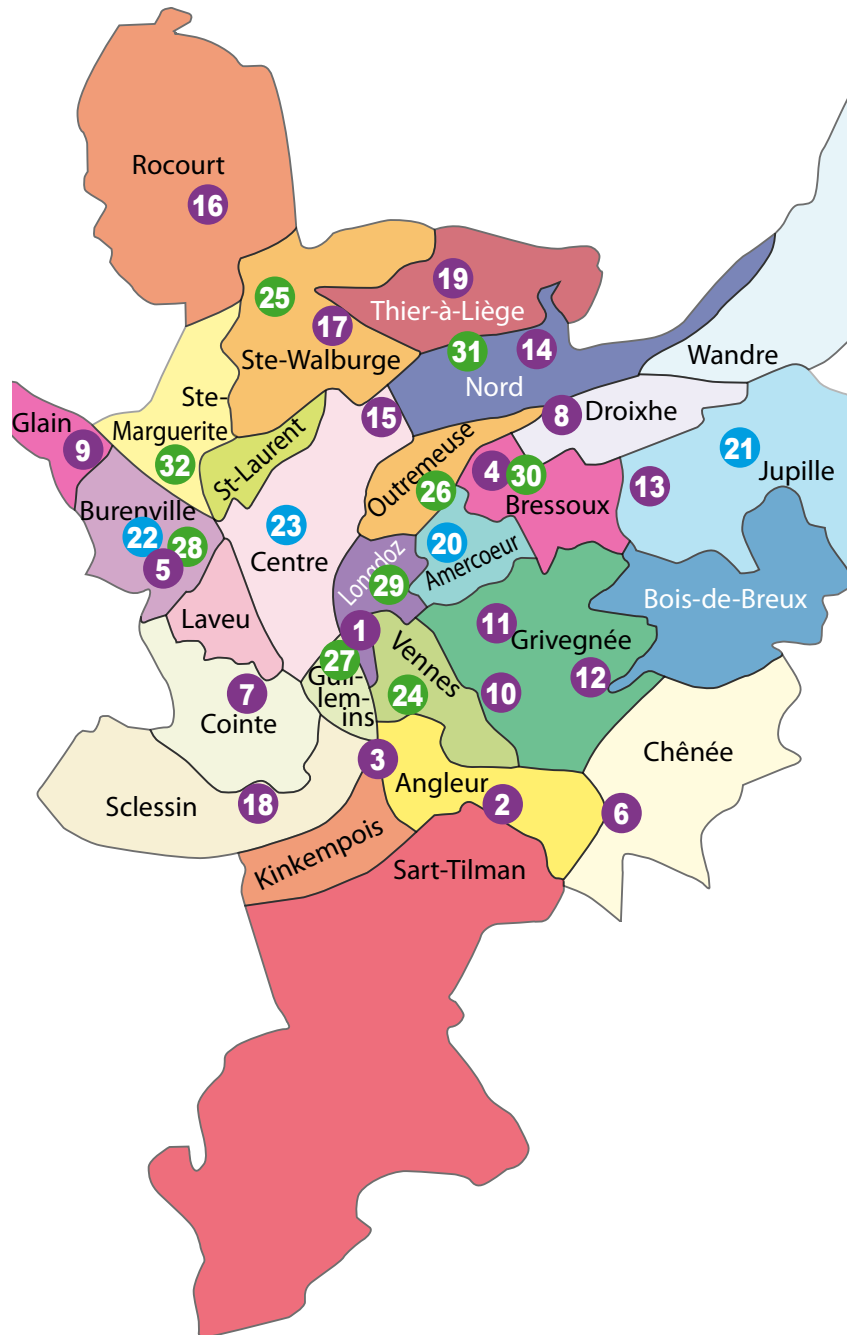 Rocourt
16
25
19
Thier-à-Liège
17
Ste-Walburge
31
14
Nord
Wandre
Ste-
Marguerite
15
8
Droixhe
Glain
9
32
St-Laurent
Outremeuse
26
4
30
Bressoux
13
21
Jupille
Burenville
22
28
5
23
Centre
20
Amercoeur
Longdoz
29
Laveu
Bois-de-Breux
1
11
Grivegnée
27
Guil-
lem-
ins
Vennes
24
10
12
7
Cointe
3
Angleur
2
Chênée
6
Sclessin
18
Kinkempois
Sart-Tilman